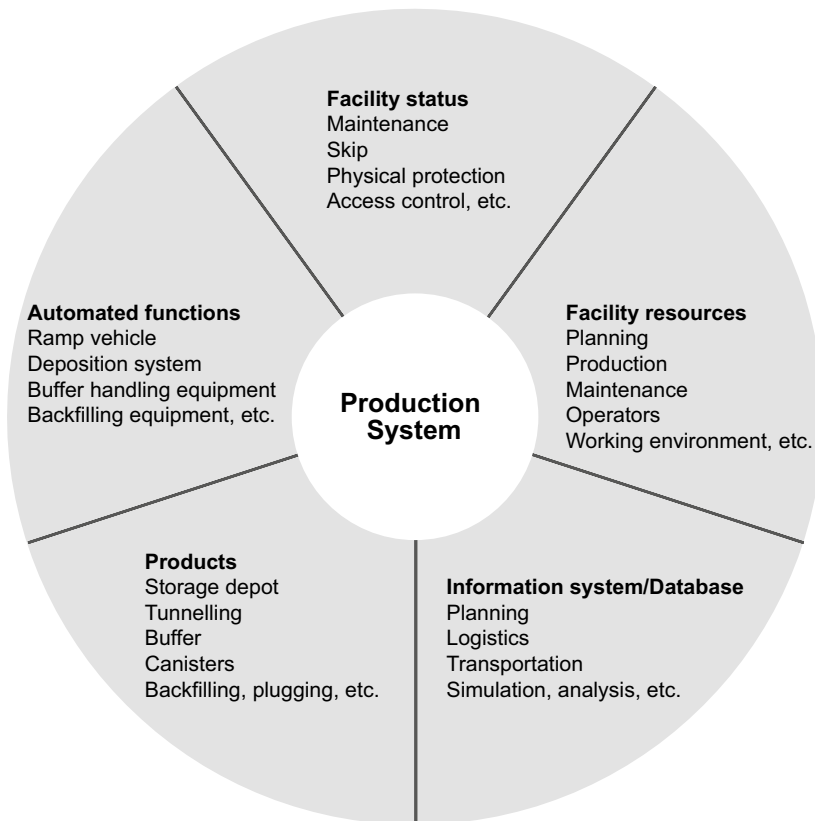 Facility status
Maintenance
Skip
Physical protection
Access control, etc.
Automated functions
Ramp vehicle
Deposition system
Buffer handling equipment
Backfilling equipment, etc.
Facility resources
Planning
Production
Maintenance
Operators
Working environment, etc.
Production
System
Products
Storage depot
Tunnelling
Buffer
Canisters
Backfilling, plugging, etc.
Information system/Database
Planning
Logistics
Transportation
Simulation, analysis, etc.